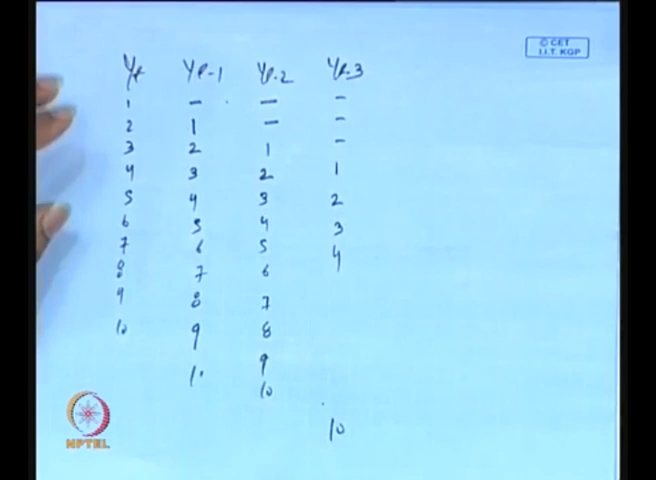 © CET
I.I.T. KGP
Yt Yt-1 Yt-2 Yt-3
1 - - -
2 1 - -
3 2 1 -
4 3 2 1
5 4 3 2
6 5 4 3
7 6 5 4
8 7 6
9 8 7
10 9 8
10 9
10
10
NPTEL